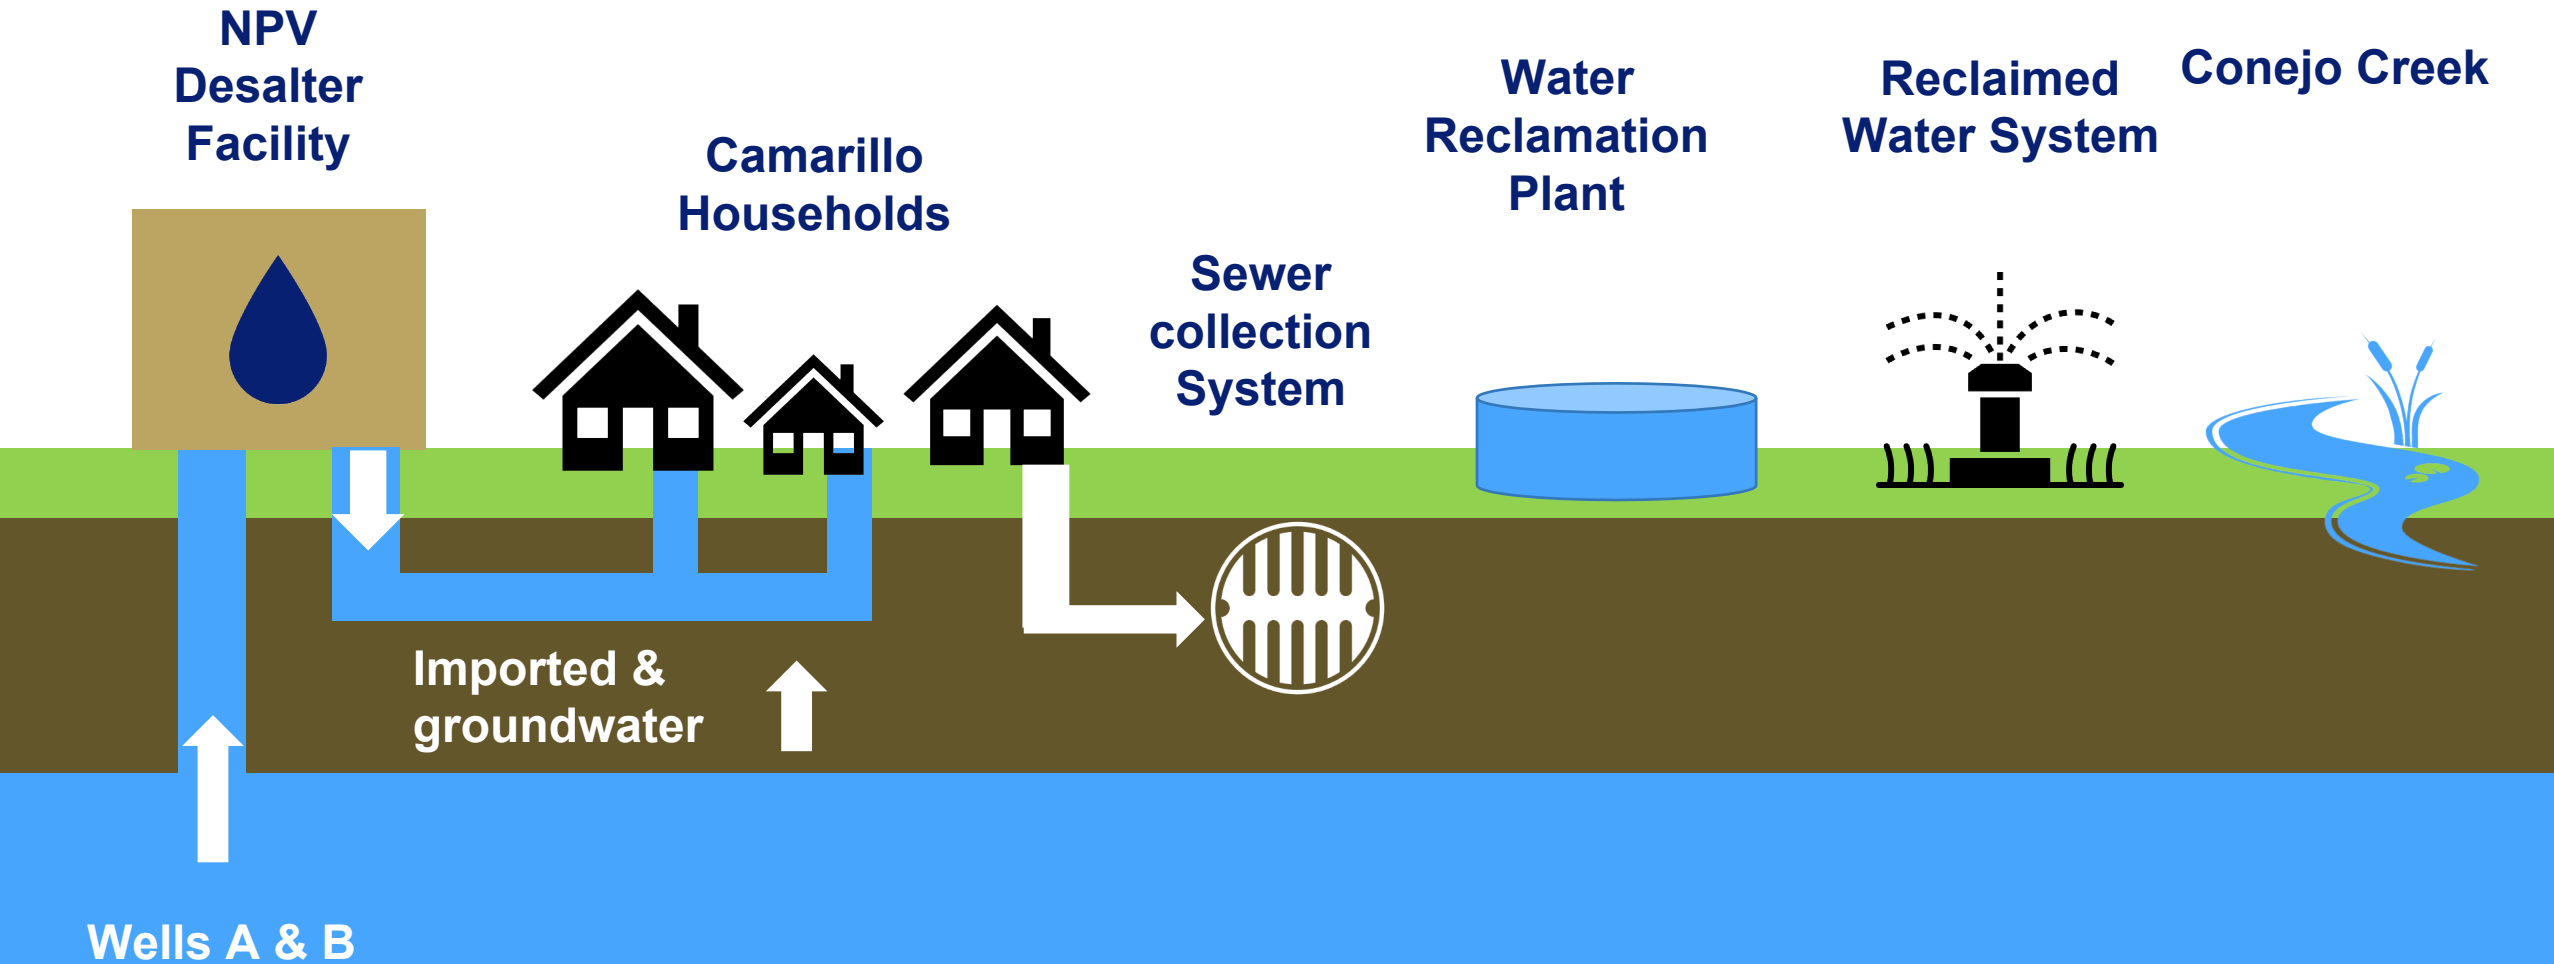 NPV
Desalter
Facility
Camarillo
Households
Sewer
collection
System
Water
Reclamation
Plant
Reclaimed
Water System
Conejo Creek
Imported &
groundwater
Wells A & B